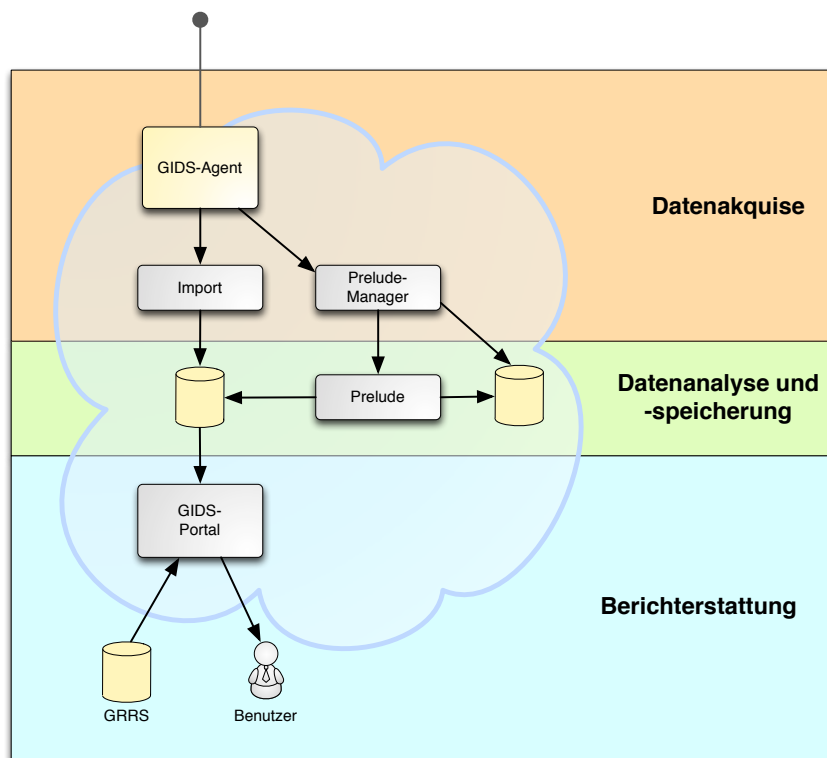 GIDS-Agent
Datenakquise
Import
Prelude-
Manager
Datenanalyse und
-speicherung
Prelude
GIDS-
Portal
Berichterstattung
GRRS
Benutzer